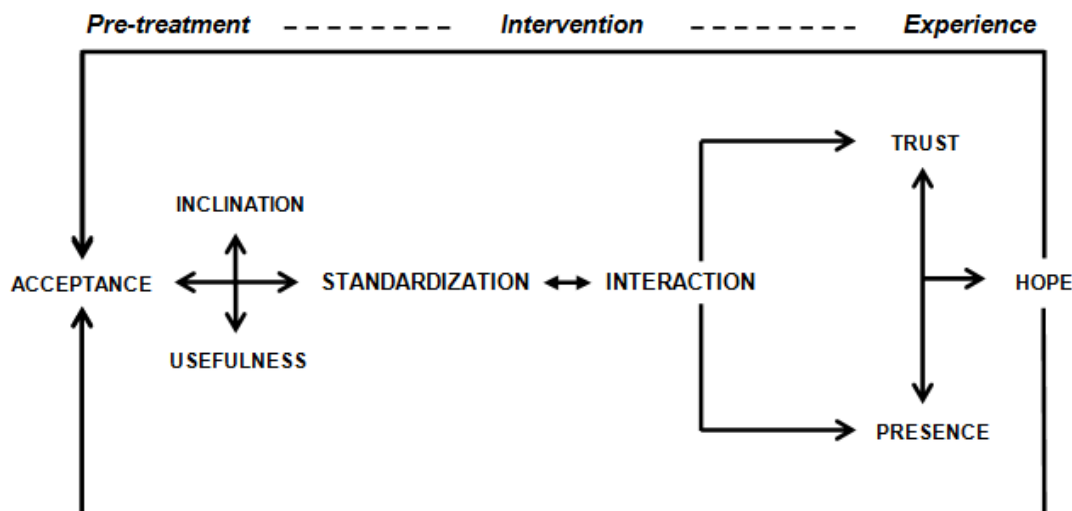 Pre-treatment Intervention Experience
TRUST
INCLINATION
ACCEPTANCE STANDARDIZATION INTERACTION HOPE
USEFULNESS
PRESENCE